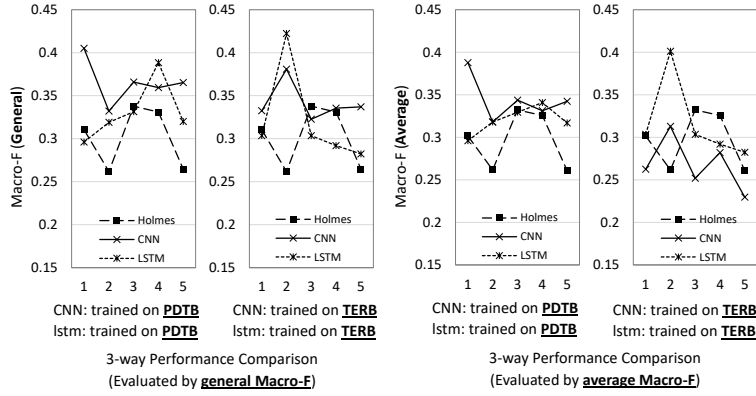 0.45
0.4
0.35
0.3
0.25
0.2
0.15
Macro-F (General)
Holmes
CNN
LSTM
1 2 3 4 5
CNN: trained on PDTB
lstm: trained on PDTB
0.45
0.4
0.35
0.3
0.25
0.2
0.15
Holmes
CNN
LSTM
1 2 3 4 5
CNN: trained on TERB
lstm: trained on TERB
3-way Performance Comparison
(Evaluated by general Macro-F)
0.45
0.4
0.35
0.3
0.25
0.2
0.15
Macro-F (Average)
Holmes
CNN
LSTM
1 2 3 4 5
CNN: trained on PDTB
lstm: trained on PDTB
0.45
0.4
0.35
0.3
0.25
0.2
0.15
Holmes
CNN
LSTM
1 2 3 4 5
CNN: trained on TERB
lstm: trained on TERB
3-way Performance Comparison
(Evaluated by average Macro-F)